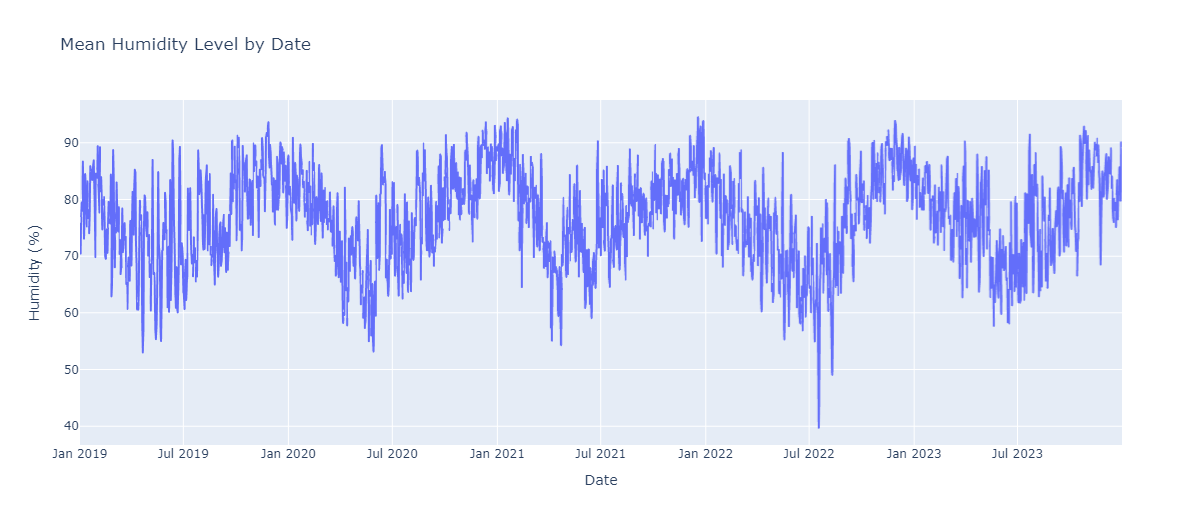 Mean Humidity Level by Date
Humidity (%)
90
80
70
60
50
40
Jan 2019 Jul 2019 Jan 2020 Jul 2020 Jan 2021 Jul 2021 Jan 2022 Jul 2022 Jan 2023 Jul 2023
Date